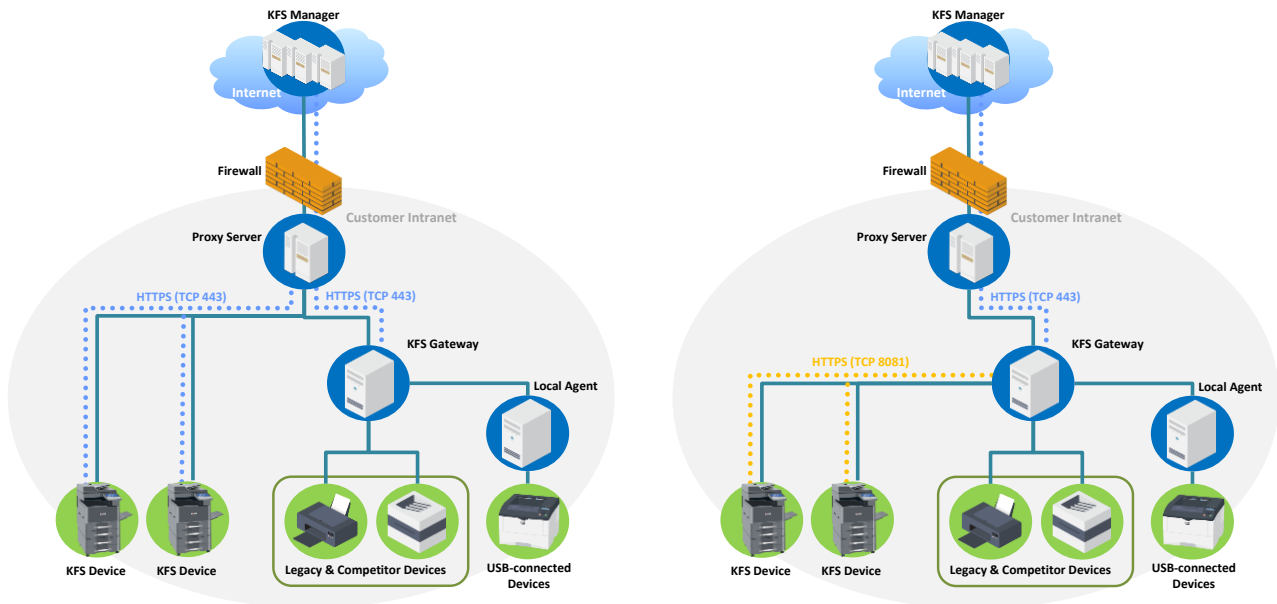 KFS Manager
Internet
Firewall
Customer Intranet
Proxy Server
HTTPS (TCP 443)
HTTPS (TCP 443)
KFS Gateway
Local Agent
KFS Device
KFS Device
Legacy & Competitor Devices
USB-connected
Devices
KFS Manager
Internet
Firewall
Customer Intranet
Proxy Server
HTTPS (TCP 443)
KFS Gateway
HTTPS (TCP 8081)
Local Agent
KFS Device
KFS Device
Legacy & Competitor Devices
USB-connected
Devices